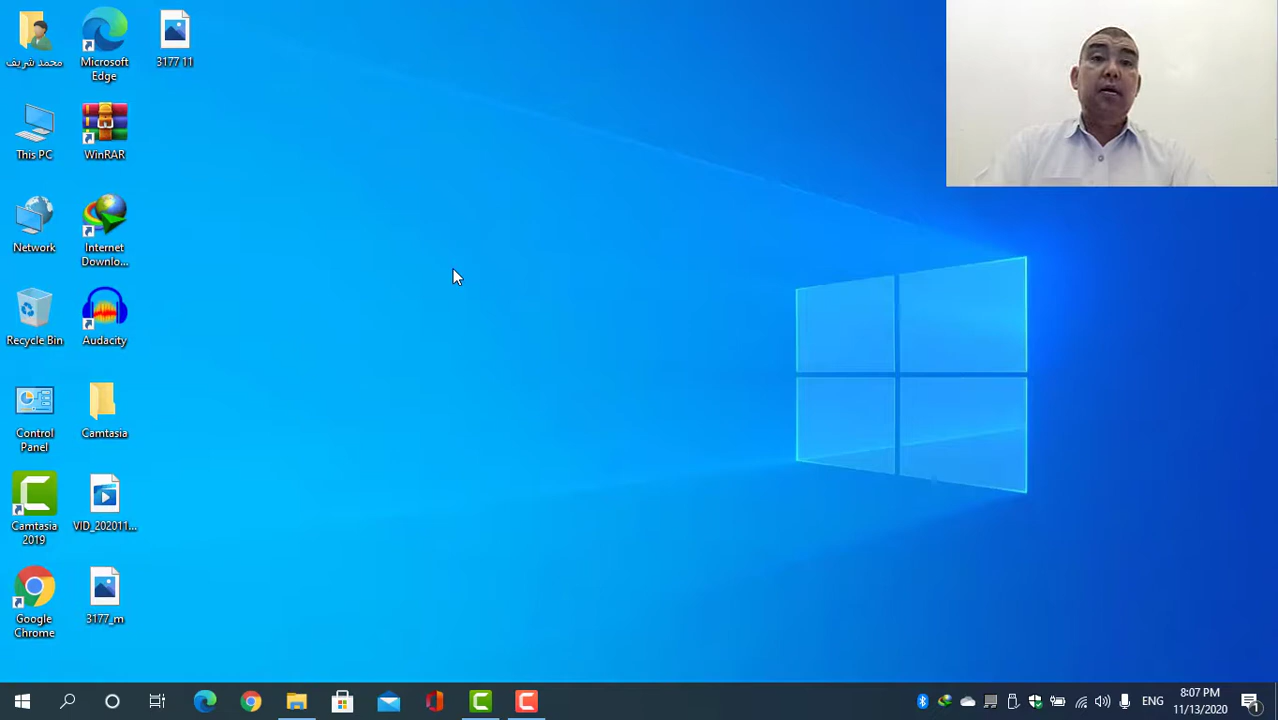 محمد شريف
Microsoft
Edge
3177 11
This PC
WinRAR
Network
Internet
Downlo...
Recycle Bin
Audacity
Control
Panel
Camtasia
Camtasia
2019
VID_202011...
Google
Chrome
3177_m
ENG
8:07 PM
11/13/2020
1